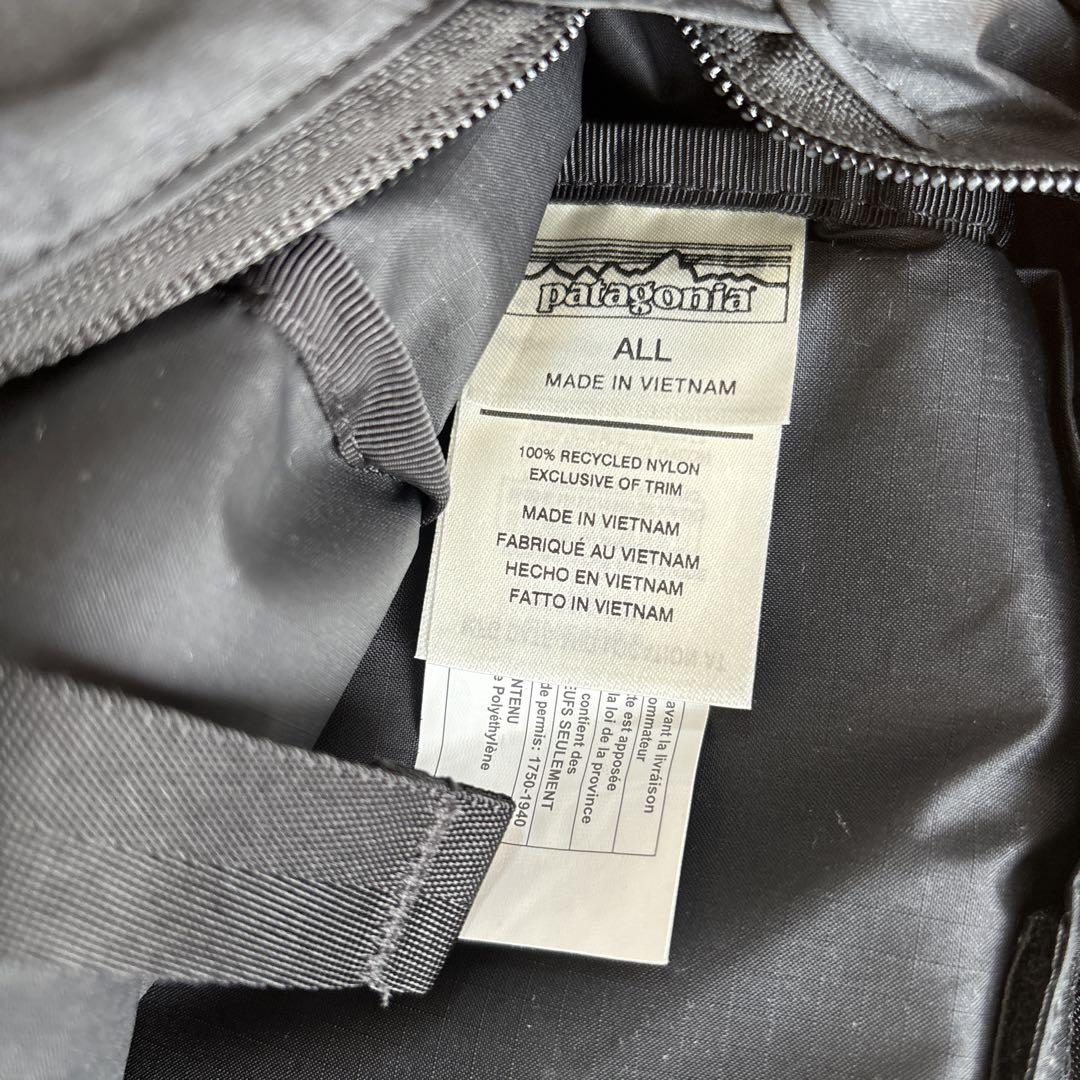 patagonia
ALL
MADE IN VIETNAM
100% RECYCLED NYLON
EXCLUSIVE OF TRIM
MADE IN VIETNAM
FABRIQUÉ AU VIETNAM
HECHO EN VIETNAM
FATTO IN VIETNAM
avant la livráison
ommateur
te est apposée
la loi de la province
contient des
EUFS SEULEMENT
de permis: 1750-1940
NTENU
e Polyéthylène